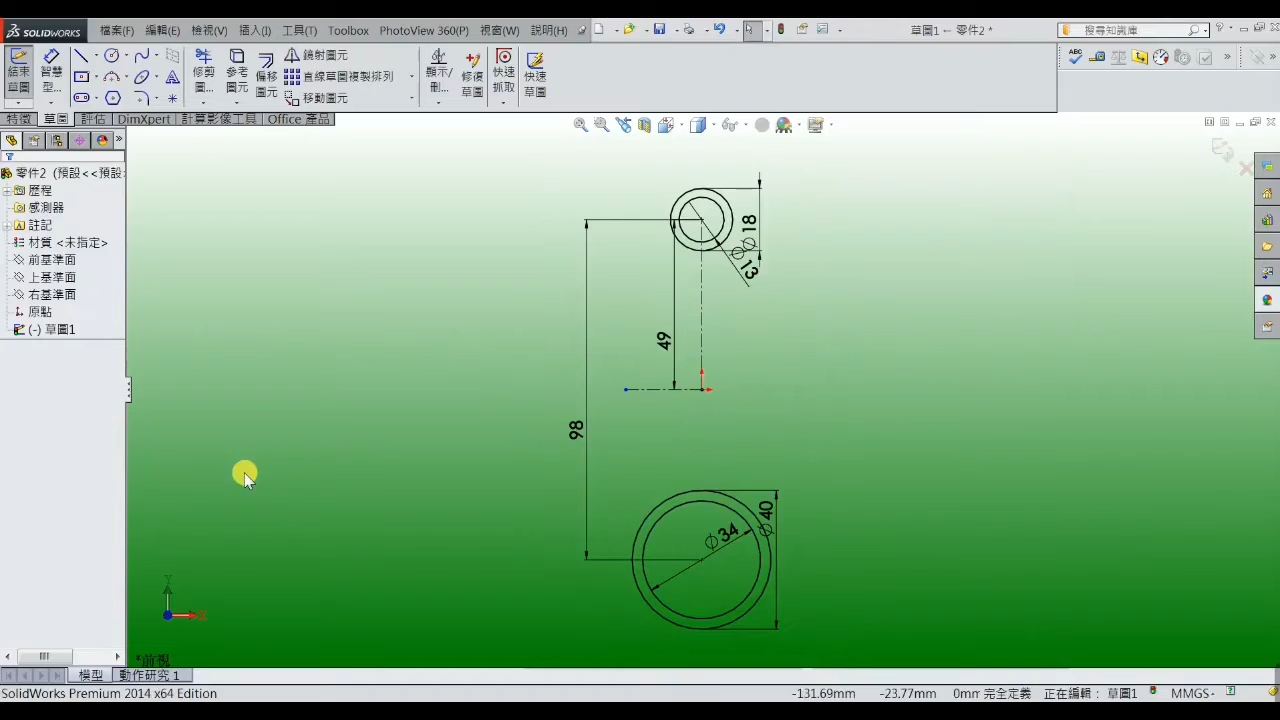 SOLIDWORKS 檔案(F) 編輯(E) 檢視(V) 插入(I) 工具(T) Toolbox PhotoView 360(P) 視窗(W) 說明(H) 草圖1 ← 零件2 * 搜尋知識庫
結束草圖 智慧型... 修剪圖... 參考圖元 偏移圖元 鏡射圖元 直線草圖複製排列 移動圖元 顯示/刪... 修復草圖 快速抓取 快速草圖
特徵 草圖 評估 DimXpert 計算影像工具 Office 產品
零件2 (預設<<預設
歷程
感測器
註記
材質 <未指定>
前基準面
上基準面
右基準面
原點
(-) 草圖1
∅18
∅13
49
98
∅34
∅40
Y
X
*前視
模型 動作研究 1
SolidWorks Premium 2014 x64 Edition -131.69mm -23.77mm 0mm 完全定義 正在編輯： 草圖1 MMGS